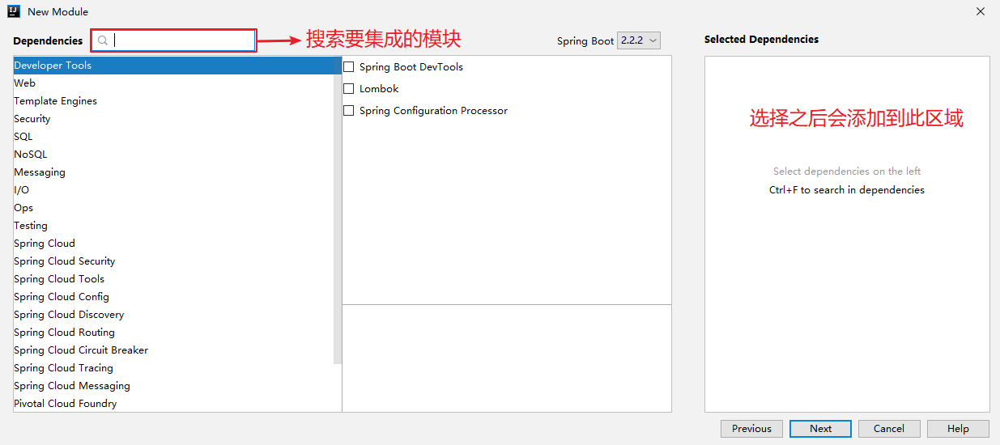 New Module
Dependencies
搜索要集成的模块
Spring Boot 2.2.2
Selected Dependencies
Developer Tools
Web
Template Engines
Security
SQL
NoSQL
Messaging
I/O
Ops
Testing
Spring Cloud
Spring Cloud Security
Spring Cloud Tools
Spring Cloud Config
Spring Cloud Discovery
Spring Cloud Routing
Spring Cloud Circuit Breaker
Spring Cloud Tracing
Spring Cloud Messaging
Pivotal Cloud Foundry
Spring Boot DevTools
Lombok
Spring Configuration Processor
选择之后会添加到此区域
Select dependencies on the left
Ctrl+F to search in dependencies
Previous
Next
Cancel
Help